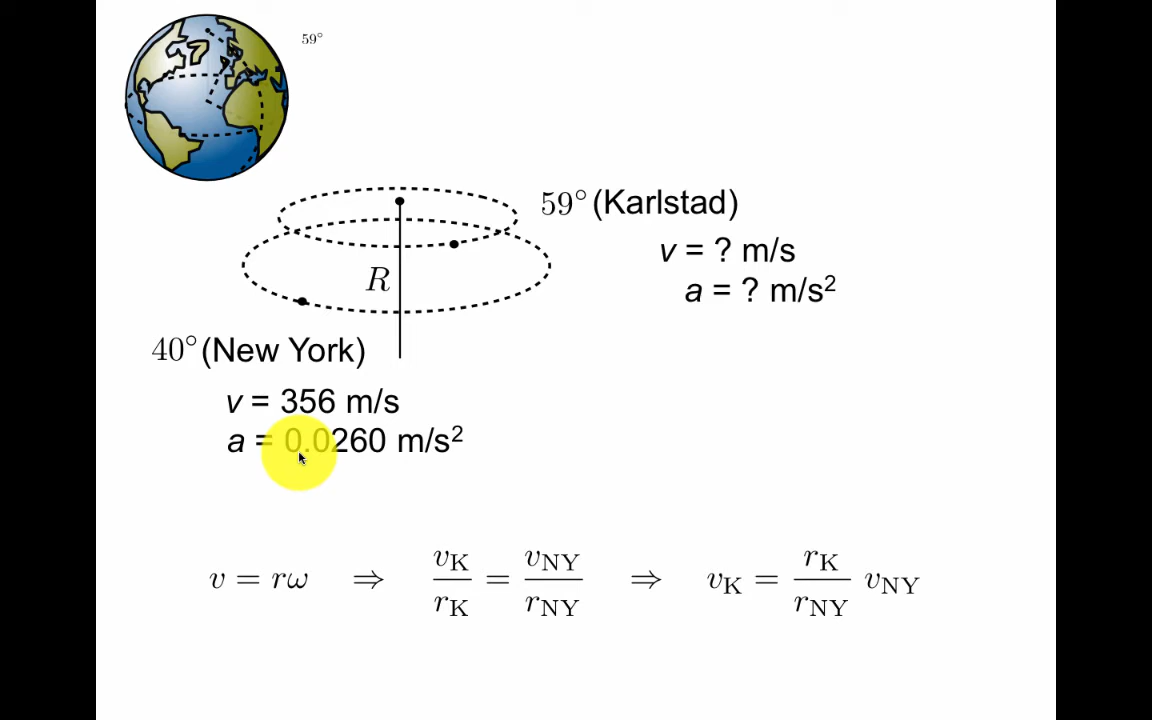 59°
59° (Karlstad)
v = ? m/s
a = ? m/s²
R
40° (New York)
v = 356 m/s
a = 0.0260 m/s²
v = rω ⇒ v_K / r_K = v_NY / r_NY ⇒ v_K = r_K / r_NY v_NY